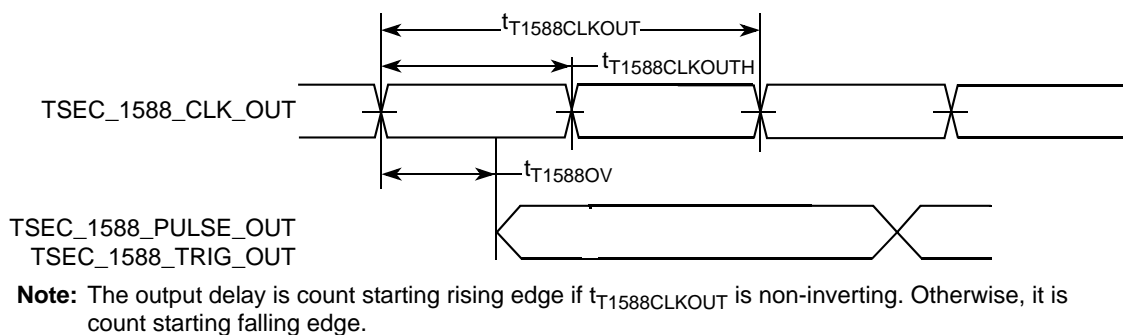 tT1588CLKOUT
tT1588CLKOUTH
TSEC_1588_CLK_OUT
tT1588OV
TSEC_1588_PULSE_OUT
TSEC_1588_TRIG_OUT
Note: The output delay is count starting rising edge if tT1588CLKOUT is non-inverting. Otherwise, it is
count starting falling edge.